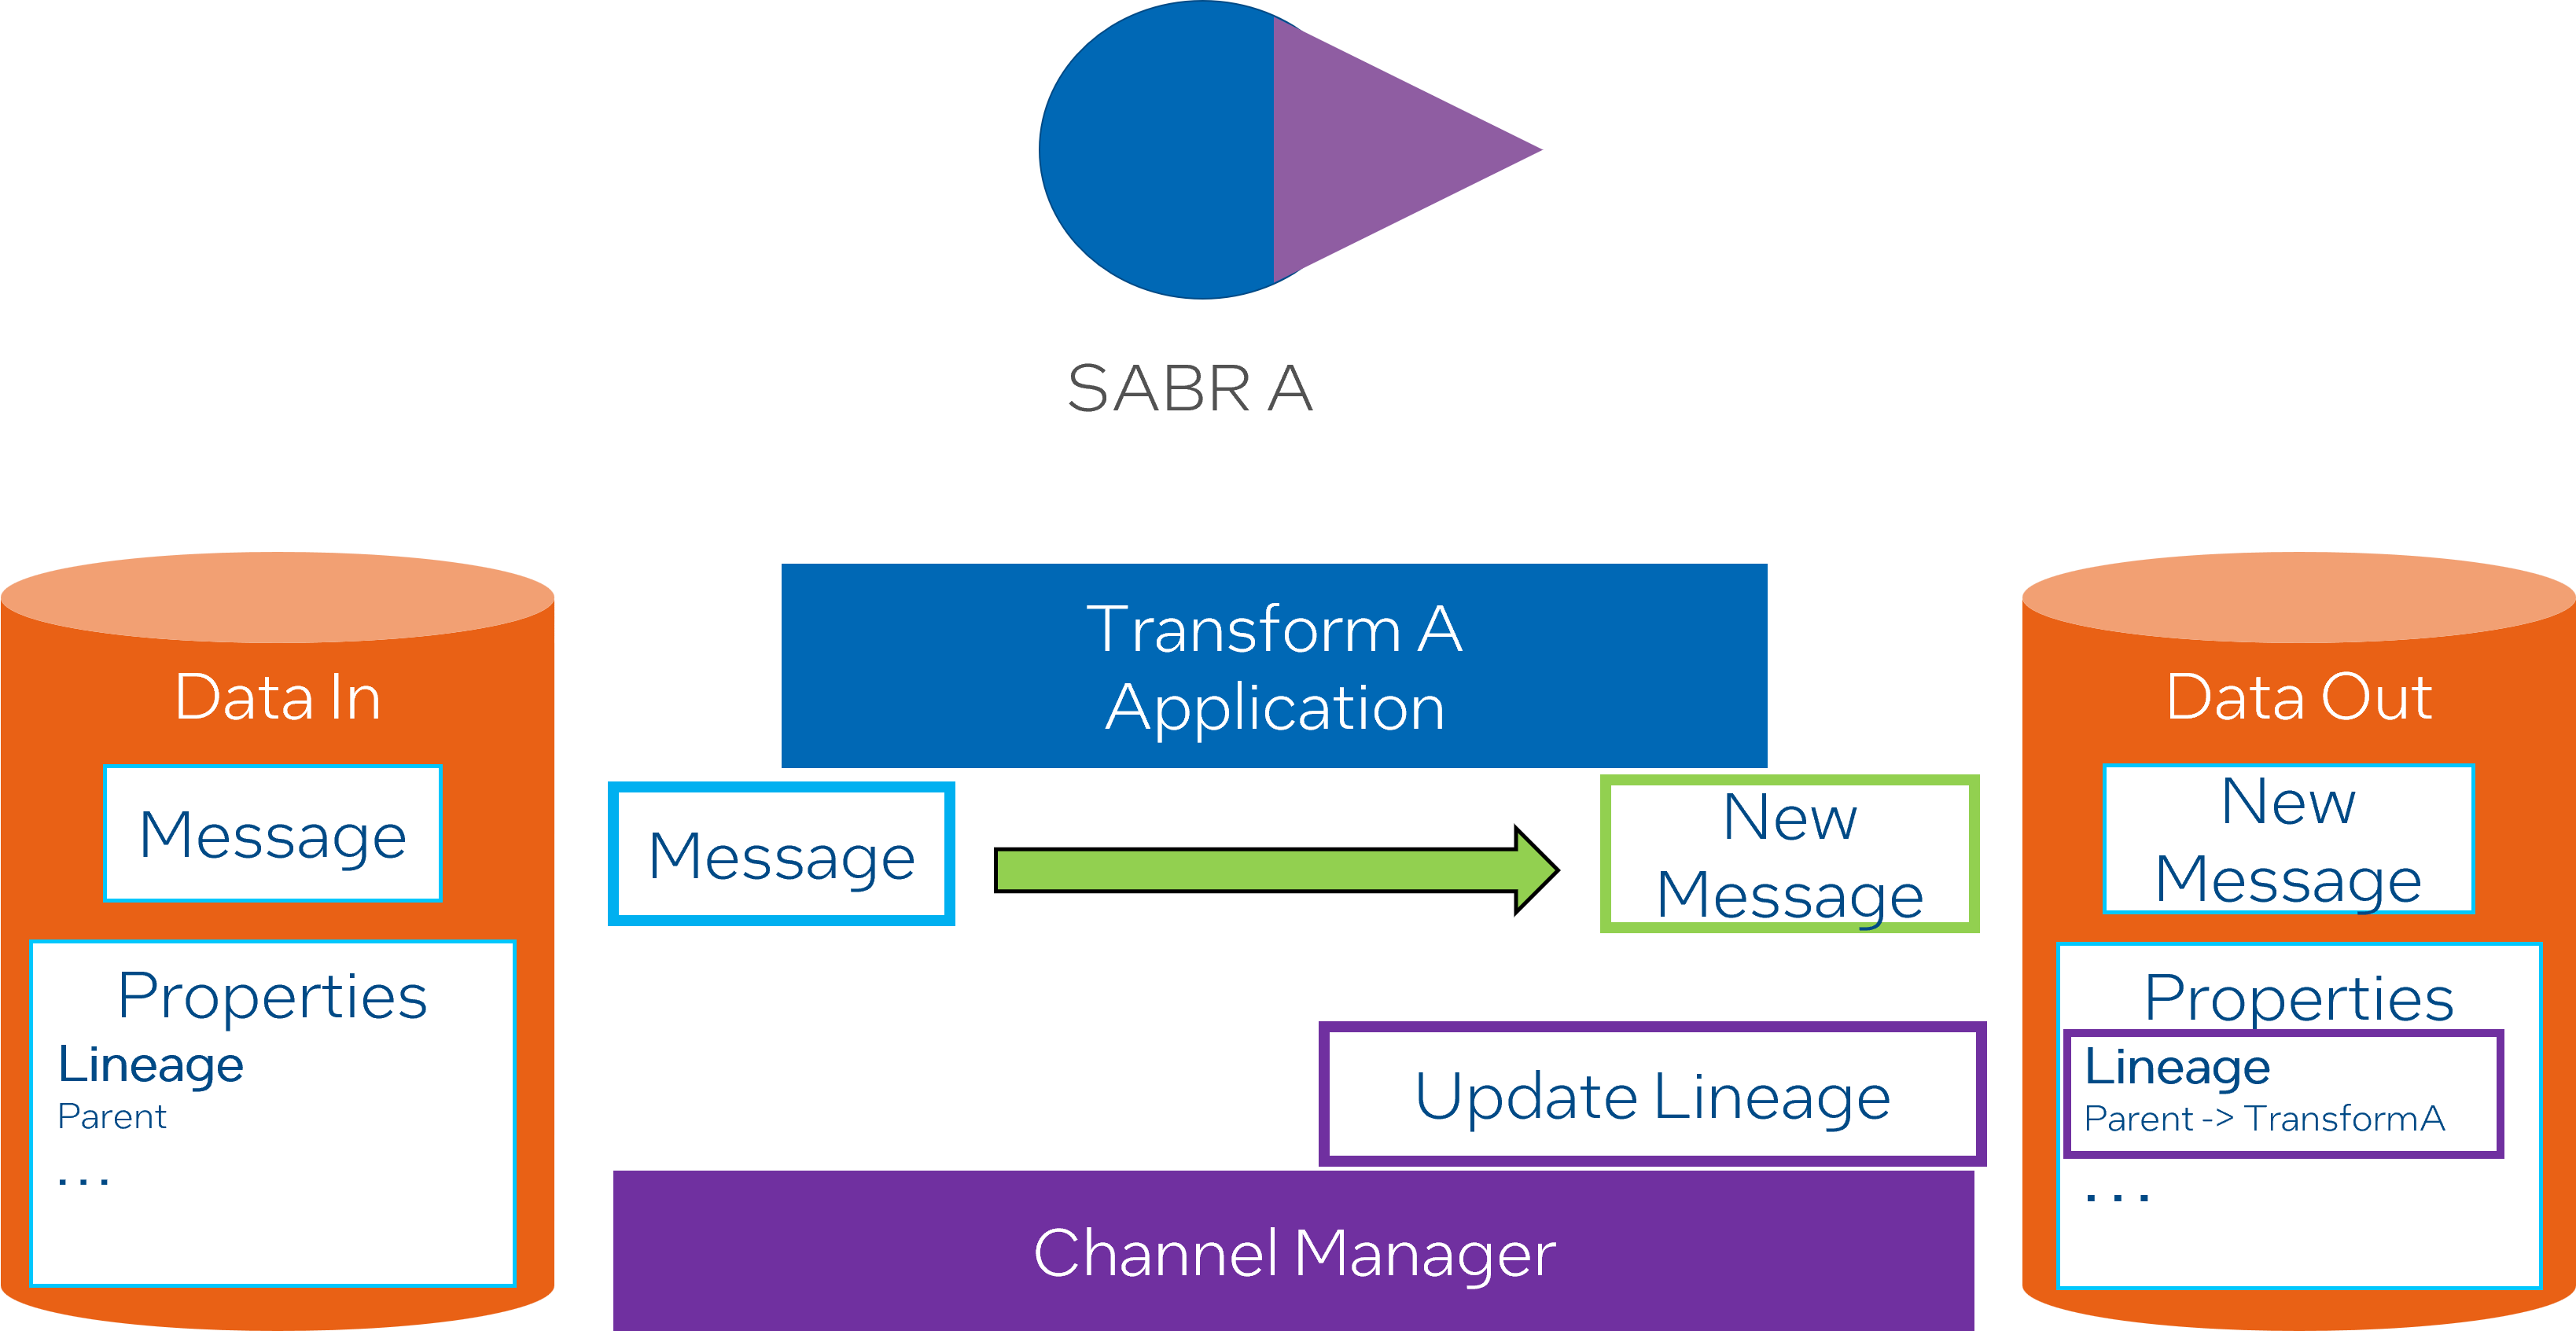 SABR A
Data In
Message
Properties
Lineage
Parent
...
Transform A
Application
Message
New
Message
Update Lineage
Channel Manager
Data Out
New
Message
Properties
Lineage
Parent -> TransformA
...